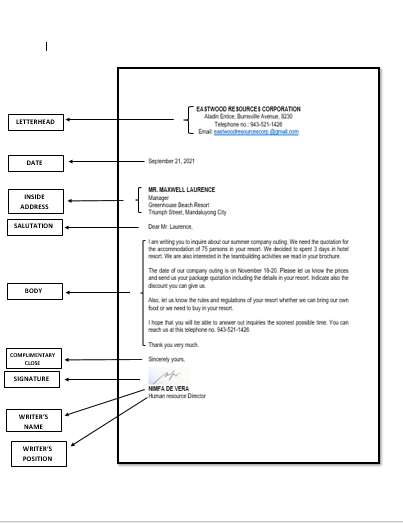 EASTWOOD RESOURCES CORPORATION
Aladin Entice, Burnsville Avenue, 8230
Telephone no.: 943-521-1426
Email: eastwoodresourcescorp.@gmail.com
LETTERHEAD
DATE
September 21, 2021
INSIDE
ADDRESS
MR. MAXWELL LAURENCE
Manager
Greenhouse Beach Resort
Triumph Street, Mandaluyong City
SALUTATION
Dear Mr. Laurence,
BODY
I am writing you to inquire about our summer company outing. We need the quotation for
the accommodation of 75 persons in your resort. We decided to spend 3 days in hotel
resort. We are also interested in the teambuilding activities we read in your brochure.
The date of our company outing is on November 18-20. Please let us know the prices
and send us your package quotation including the dining in details. Indicate also the
discount you can give us.
Also, let us know the rules and regulations of your resort whether we can bring our own
food or we need to buy in your resort.
I hope that you will be able to answer out inquiries the soonest possible time. You can
reach us at this telephone no. 943-521-1426.
Thank you very much.
COMPLIMENTARY
CLOSE
Sincerely yours,
SIGNATURE
NIMFA DE VERA
Human resource Director
WRITER'S
NAME
WRITER'S
POSITION